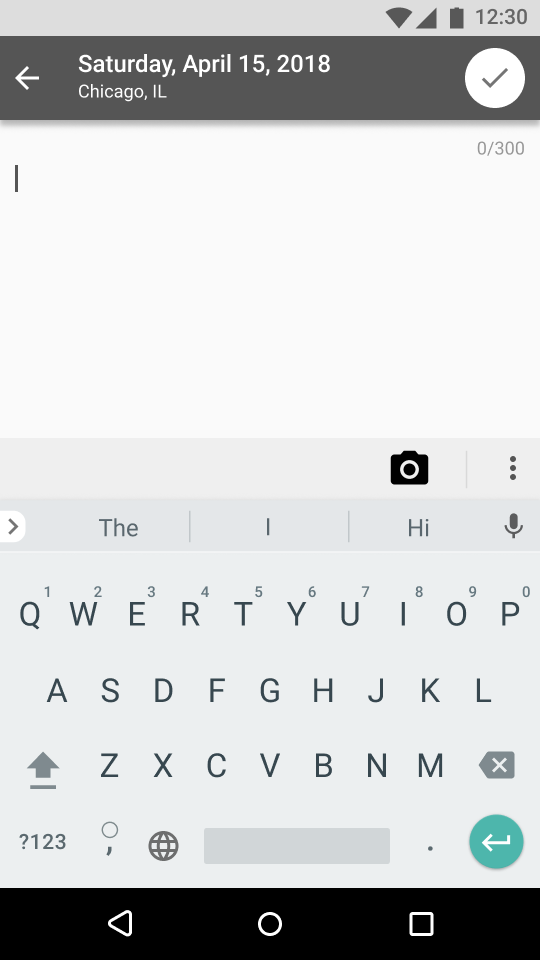 12:30
Saturday, April 15, 2018
Chicago, IL
0/300
The I Hi
1 2 3 4 5 6 7 8 9 0
Q W E R T Y U I O P
A S D F G H J K L
Z X C V B N M
?123 , .